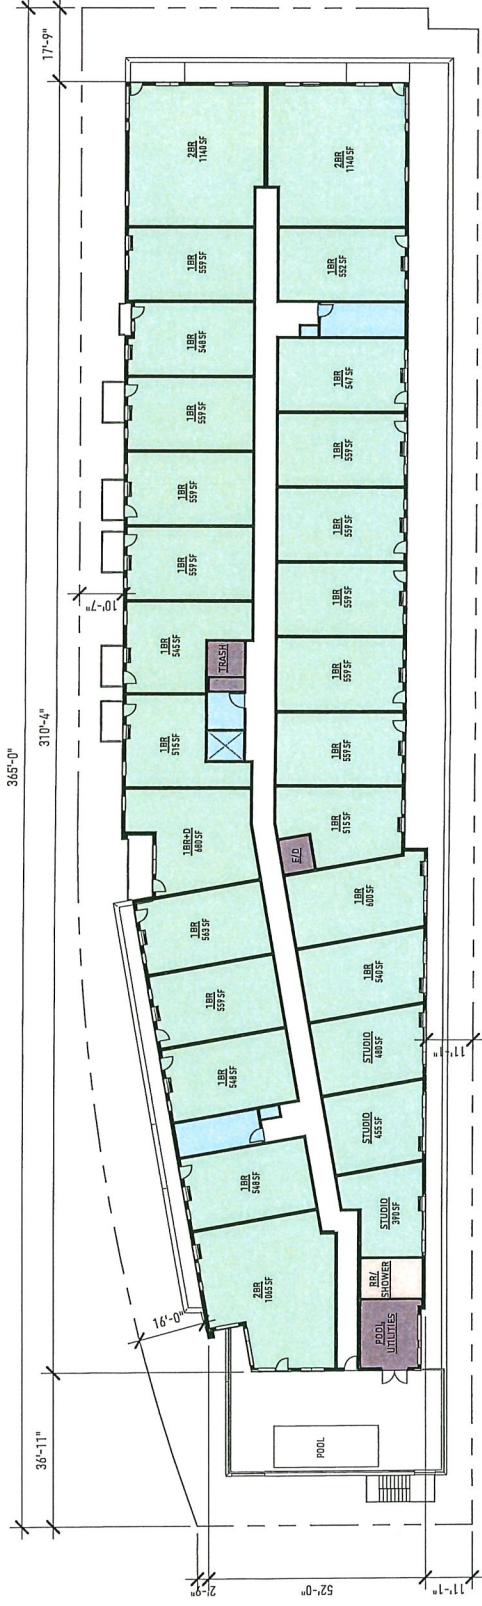 365'-0"
36'-11"
310'-4"
17'-9"
16'-0"
10'-7"
2BR
1065 SF
1BR
548 SF
1BR
548 SF
1BR
559 SF
1BR
563 SF
1BR+D
680 SF
1BR
515 SF
1BR
545 SF
1BR
559 SF
1BR
559 SF
1BR
559 SF
1BR
548 SF
1BR
559 SF
2BR
1140 SF
TRASH
POOL
POOL
UTILITIES
RR/
SHOWER
STUDIO
390 SF
STUDIO
455 SF
STUDIO
480 SF
1BR
540 SF
1BR
600 SF
1BR
515 SF
1BR
559 SF
1BR
559 SF
1BR
559 SF
1BR
559 SF
1BR
559 SF
1BR
547 SF
1BR
552 SF
2BR
1140 SF
2'-9"
52'-0"
11'-1"
11'-1"